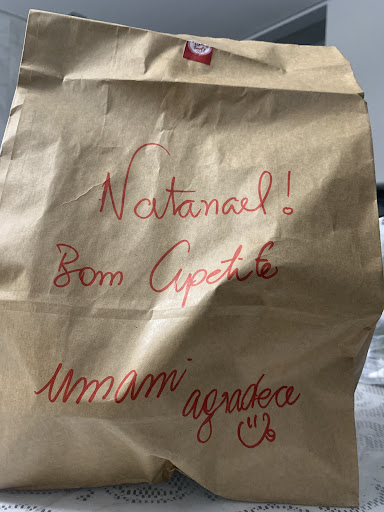 Natanael!
Bom Apetite
umami agradece